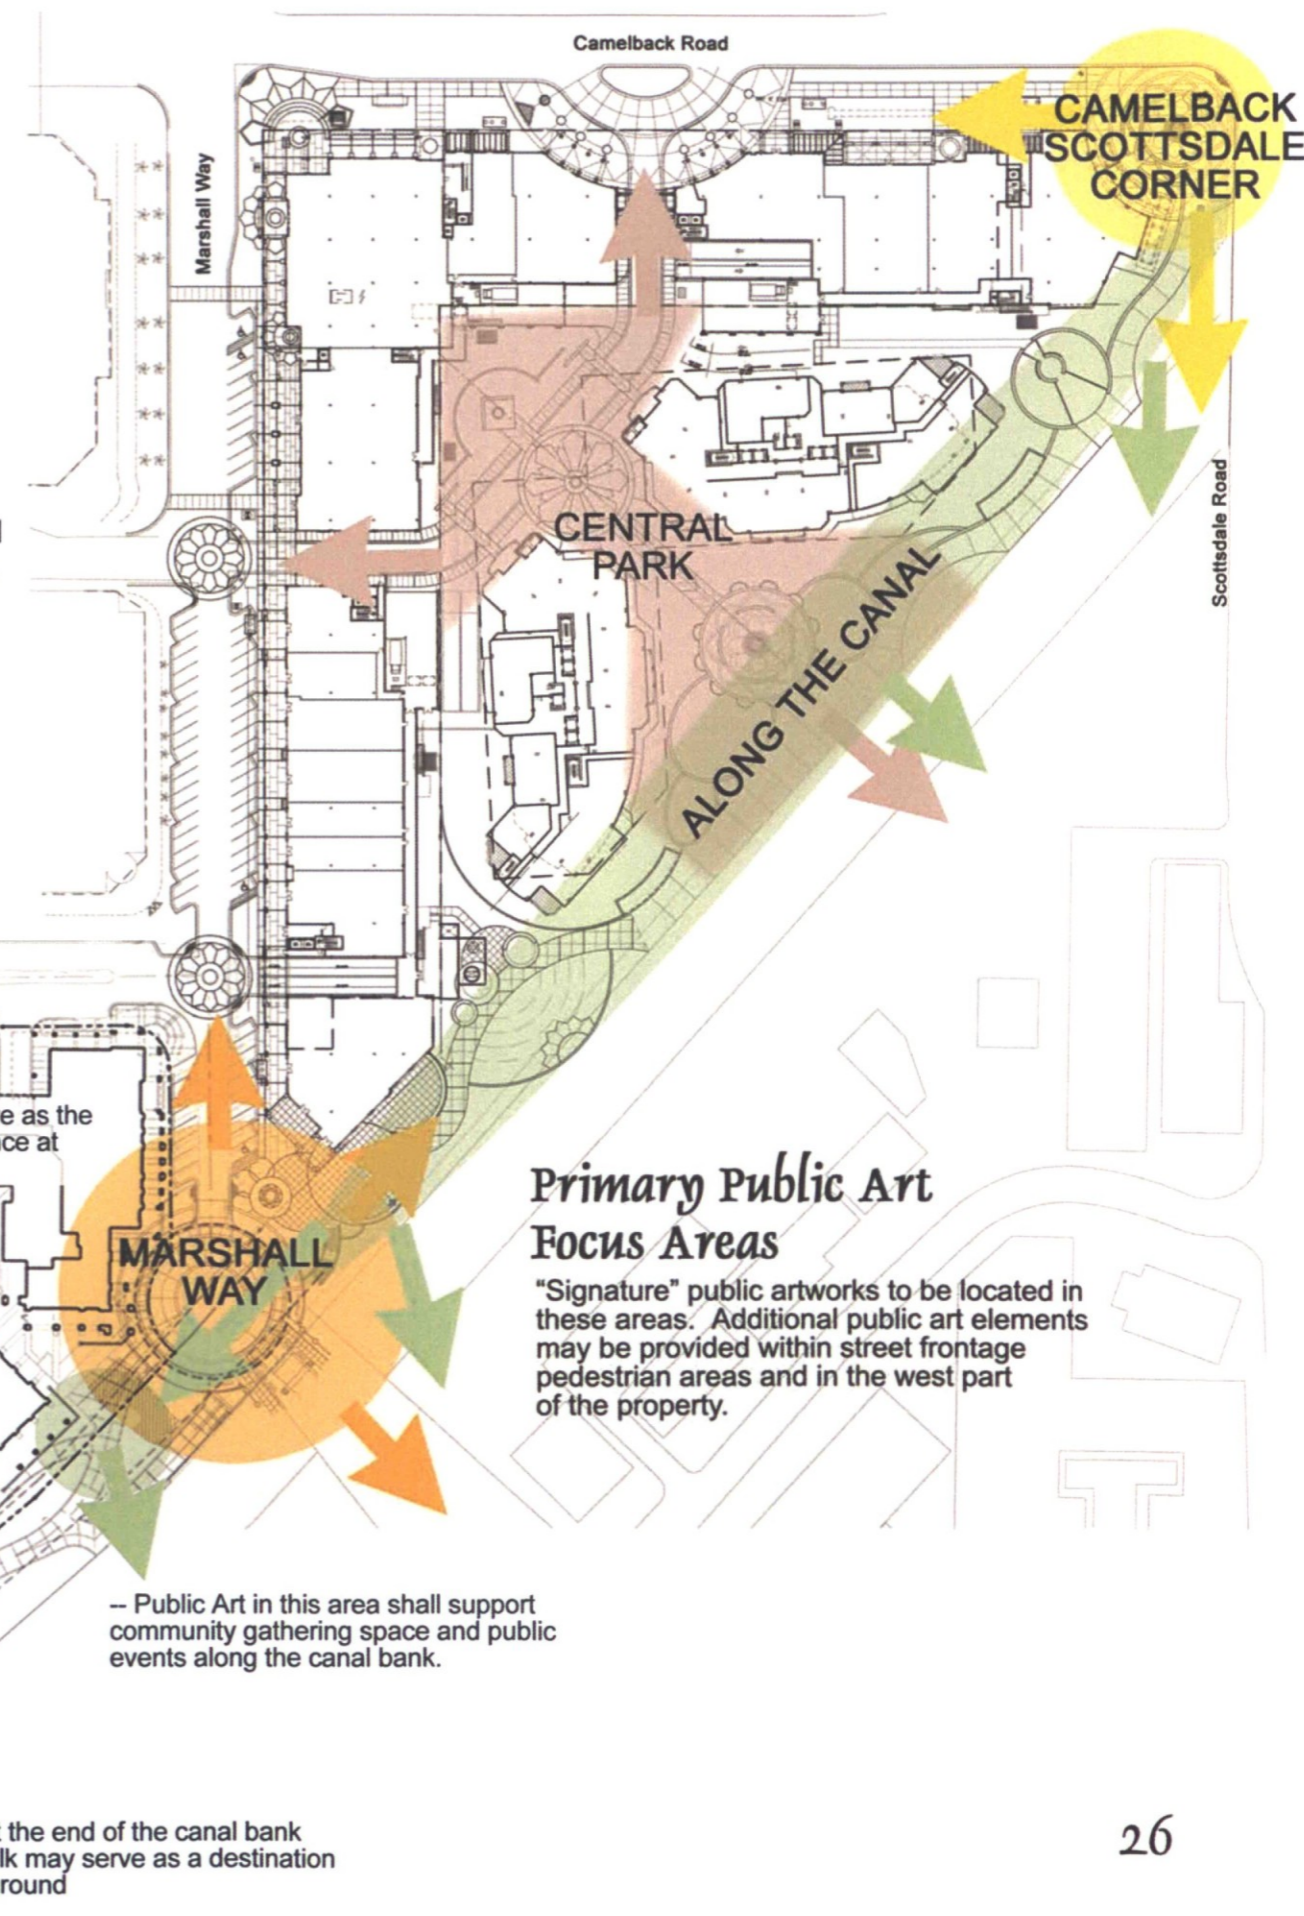 Camelback Road
CAMELBACK
SCOTTSDALE
CORNER
Marshall Way
Scottsdale Road
CENTRAL
PARK
ALONG THE CANAL
e as the
ce at
MARSHALL
WAY
Primary Public Art
Focus Areas
“Signature” public artworks to be located in
these areas. Additional public art elements
may be provided within street frontage
pedestrian areas and in the west part
of the property.
-- Public Art in this area shall support
community gathering space and public
events along the canal bank.
the end of the canal bank
lk may serve as a destination
round
26